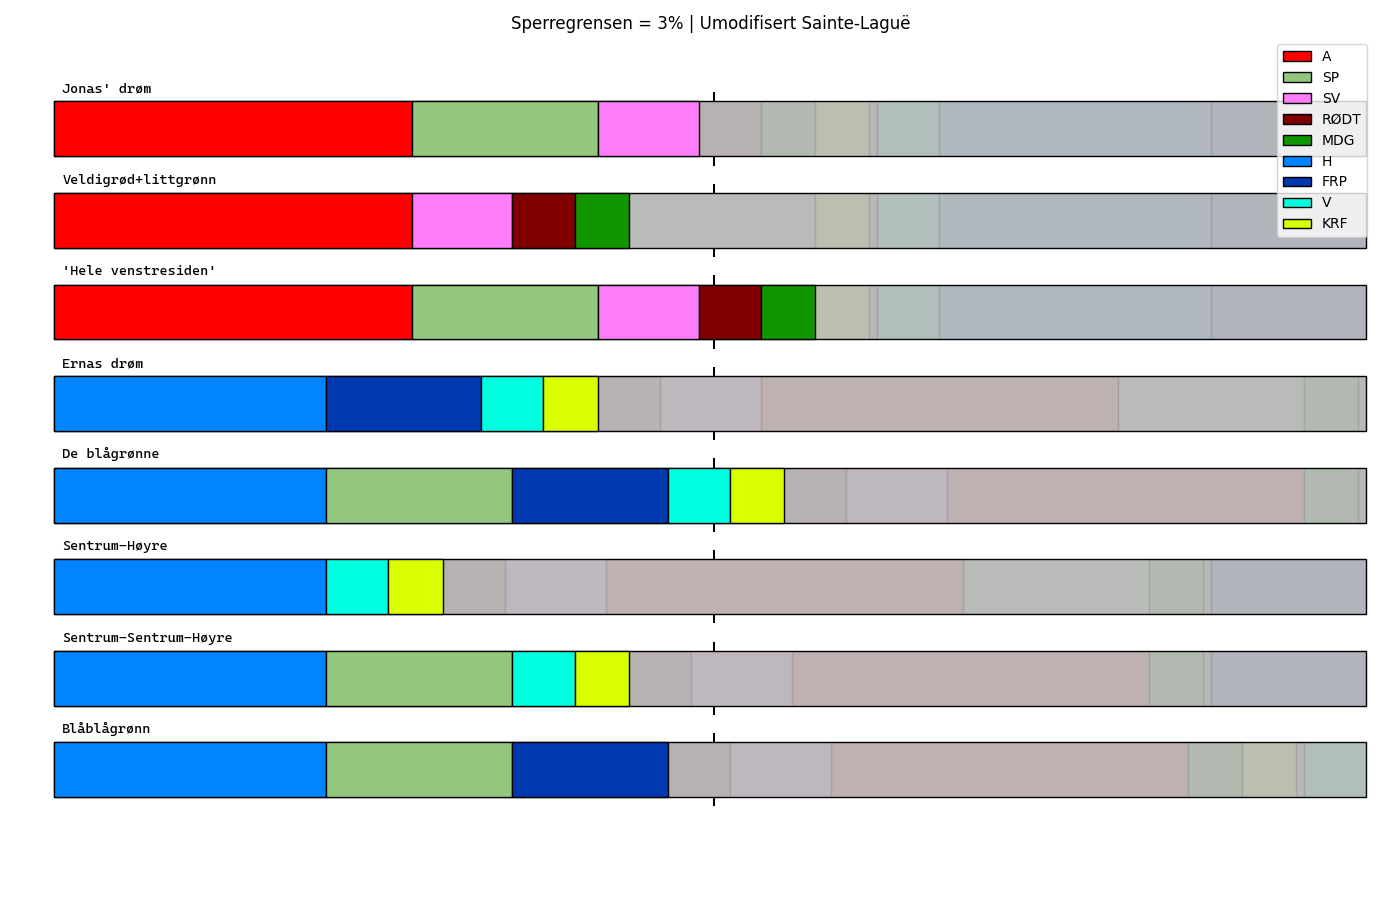 Sperregrensen = 3% | Umodifisert Sainte-Laguë
A
SP
SV
RØDT
MDG
H
FRP
V
KRF
Jonas' drøm
Veldigrød+littgrønn
'Hele venstresiden'
Ernas drøm
De blågrønne
Sentrum-Høyre
Sentrum-Sentrum-Høyre
Blåblågrønn